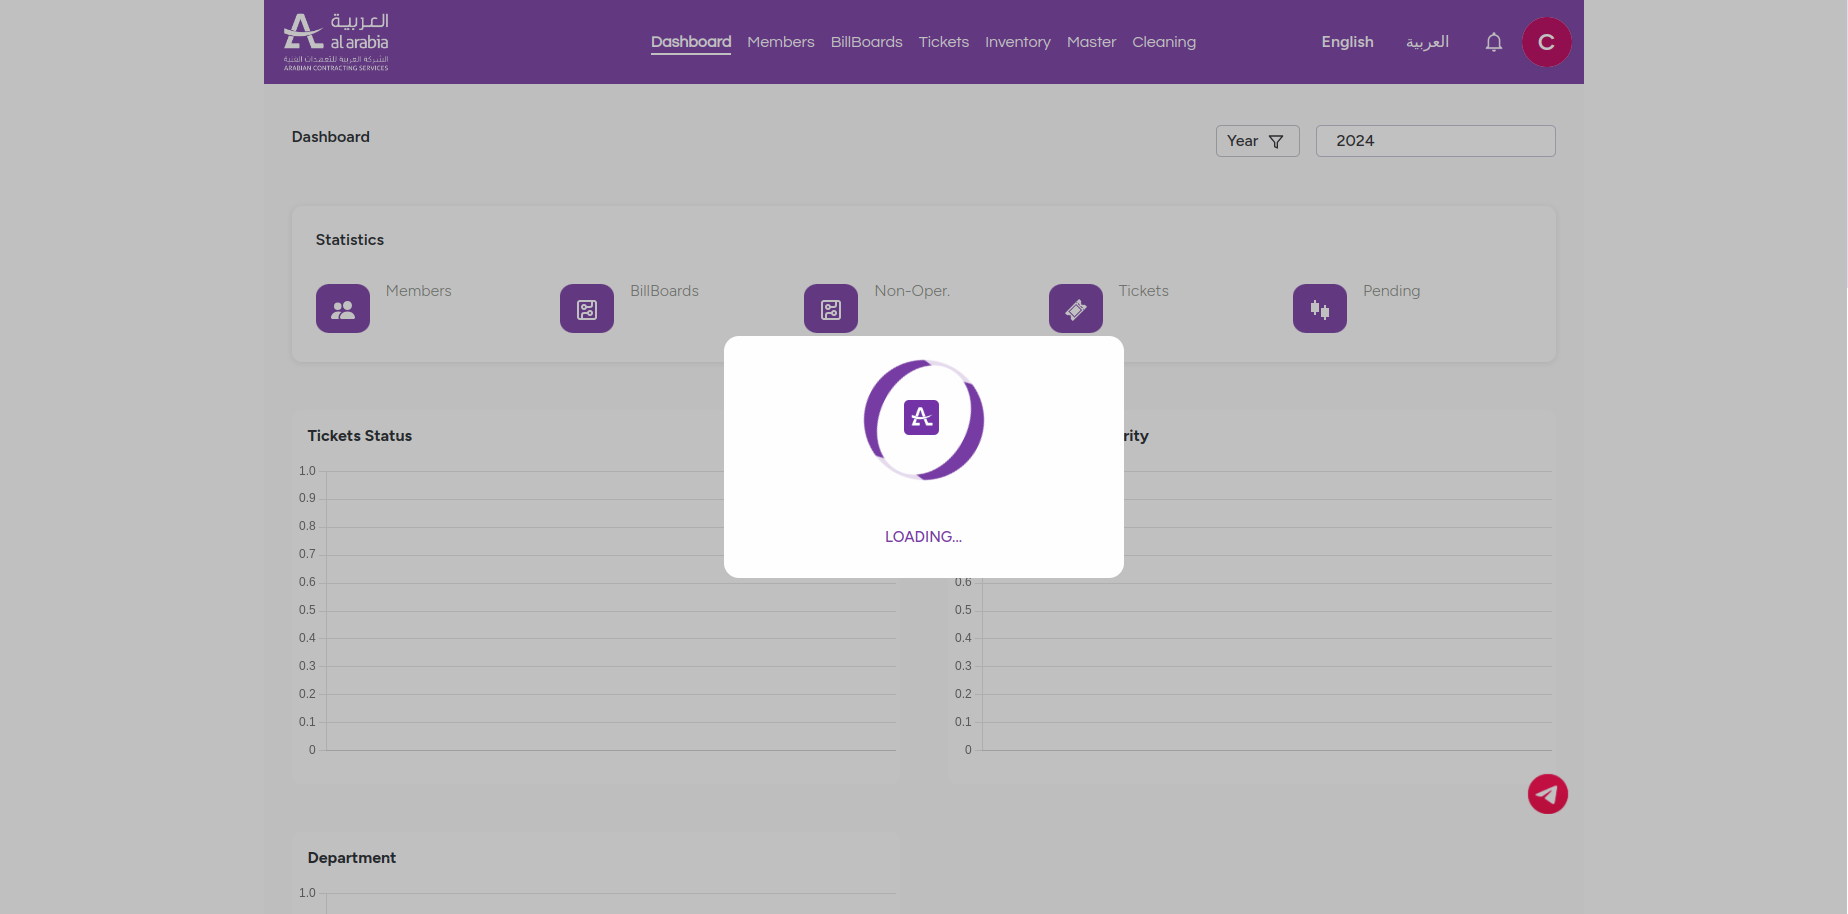 العربية
al arabia
الشركة العربية للتعهدات الفنية
ARABIAN CONTRACTING SERVICES
Dashboard Members BillBoards Tickets Inventory Master Cleaning
English العربية
C
Dashboard
Year 2024
Statistics
Members BillBoards Non-Oper. Tickets Pending
LOADING...
Tickets Status
1.0
0.9
0.8
0.7
0.6
0.5
0.4
0.3
0.2
0.1
0
rity
0.6
0.5
0.4
0.3
0.2
0.1
0
Department
1.0